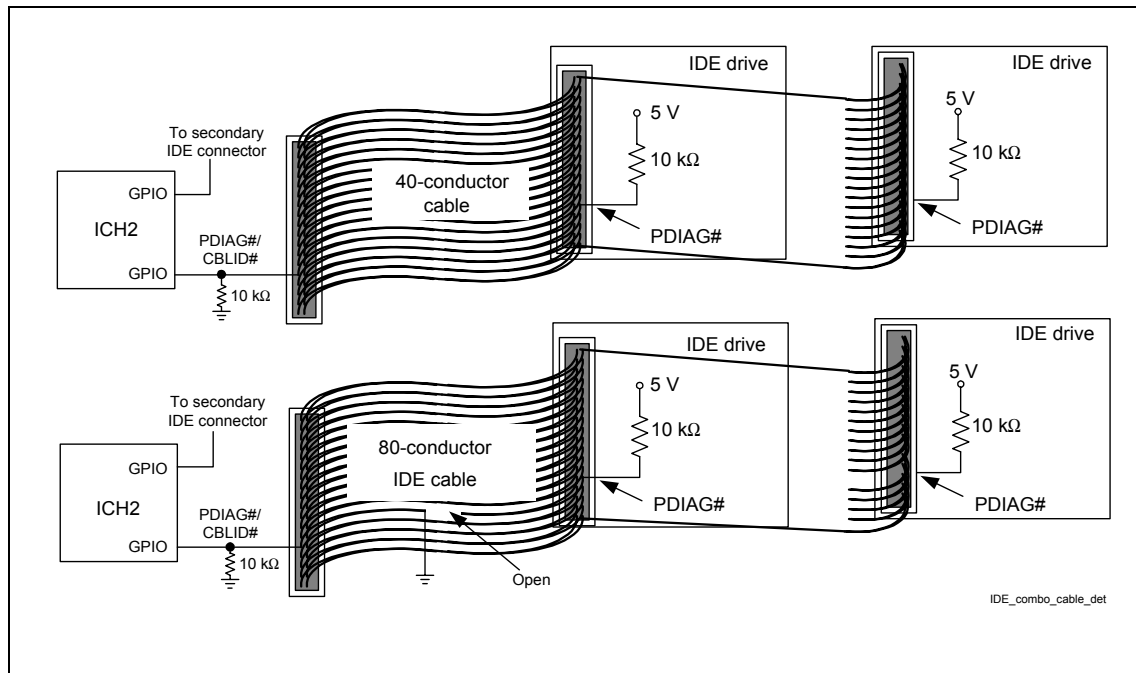 IDE drive
IDE drive
5 V
5 V
To secondary
IDE connector
10 kΩ
10 kΩ
GPIO
40-conductor
cable
ICH2
PDIAG#/
CBLID#
PDIAG#
PDIAG#
GPIO
10 kΩ
IDE drive
IDE drive
5 V
5 V
To secondary
IDE connector
10 kΩ
10 kΩ
80-conductor
IDE cable
GPIO
ICH2
PDIAG#
PDIAG#
PDIAG#/
CBLID#
GPIO
10 kΩ
Open
IDE_combo_cable_det